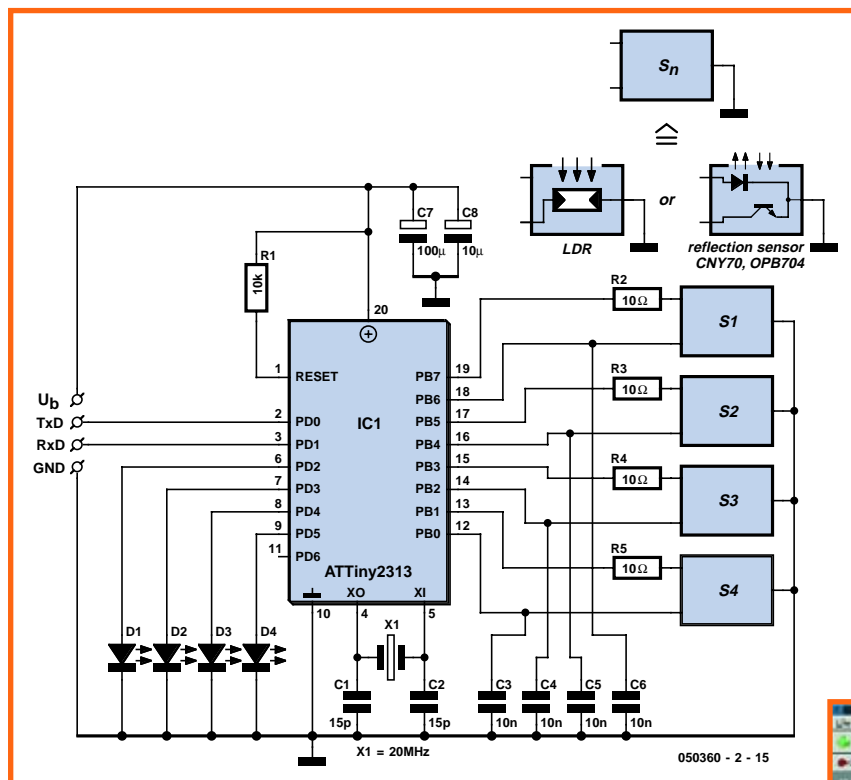 Sn
LDR
or
reflection sensor
CNY70, OPB704
C7
C8
100µ
10µ
R1
10k
20
R2
10Ω
S1
1
RESET
PB7
19
PB6
18
R3
10Ω
S2
Ub
TxD
2
PD0
IC1
PB5
17
RxD
3
PD1
PB4
16
R4
10Ω
S3
GND
6
PD2
PB3
15
7
PD3
PB2
14
8
PD4
PB1
13
9
PD5
PB0
12
R5
10Ω
S4
11
PD6
ATTiny2313
XO
XI
10
4
5
D1
D2
D3
D4
X1
C1
C2
15p
15p
C3
C4
C5
C6
10n
10n
10n
10n
X1 = 20MHz
050360 - 2 - 15